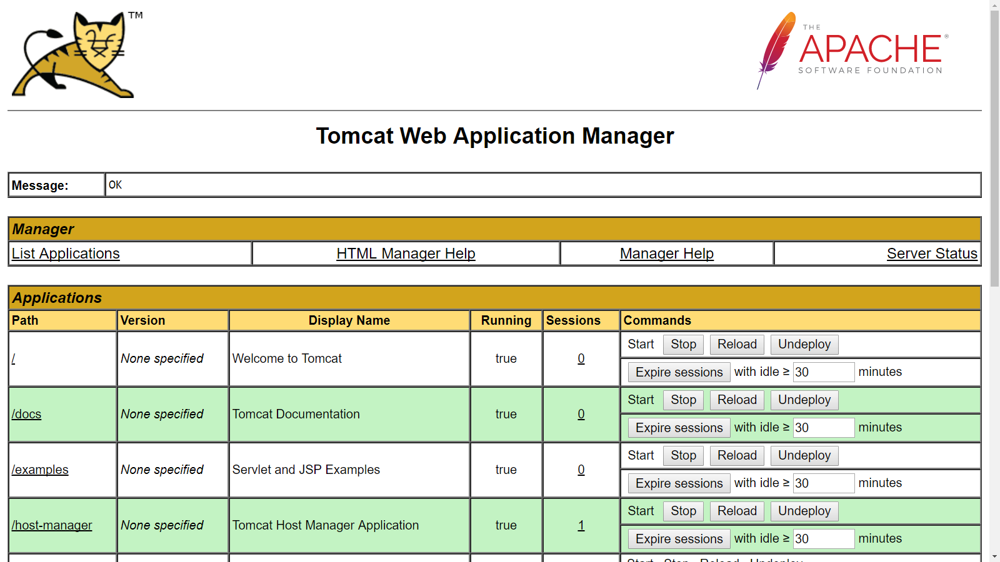 TM
THE
APACHE®
SOFTWARE FOUNDATION
Tomcat Web Application Manager
Message: OK
Manager
List Applications HTML Manager Help Manager Help Server Status
Applications
Path Version Display Name Running Sessions Commands
/ None specified Welcome to Tomcat true 0 Start Stop Reload Undeploy
Expire sessions with idle ≥ 30 minutes
/docs None specified Tomcat Documentation true 0 Start Stop Reload Undeploy
Expire sessions with idle ≥ 30 minutes
/examples None specified Servlet and JSP Examples true 0 Start Stop Reload Undeploy
Expire sessions with idle ≥ 30 minutes
/host-manager None specified Tomcat Host Manager Application true 1 Start Stop Reload Undeploy
Expire sessions with idle ≥ 30 minutes
Start Stop Reload Undeploy